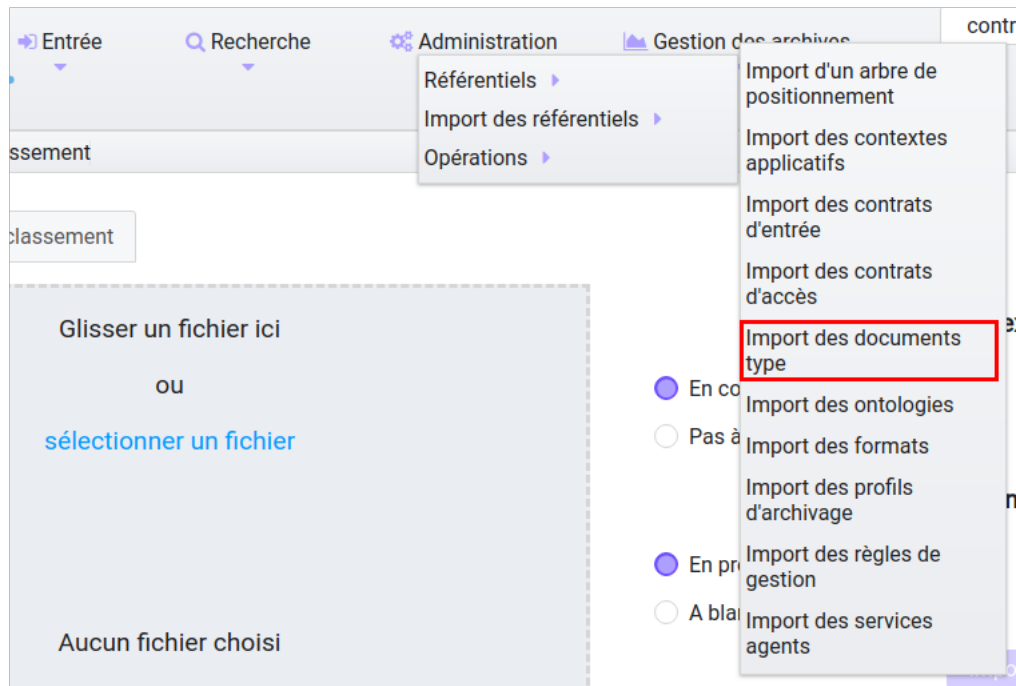 Entrée
Recherche
Administration
Gestion des archives
contr
Référentiels
Import des référentiels
Opérations
Import d'un arbre de
positionnement
Import des contextes
applicatifs
Import des contrats
d'entrée
Import des contrats
d'accès
Import des documents
type
Import des ontologies
Import des formats
Import des profils
d'archivage
Import des règles de
gestion
Import des services
agents
ssement
classement
Glisser un fichier ici
ou
sélectionner un fichier
Aucun fichier choisi
En co
Pas à
En pr
A bla